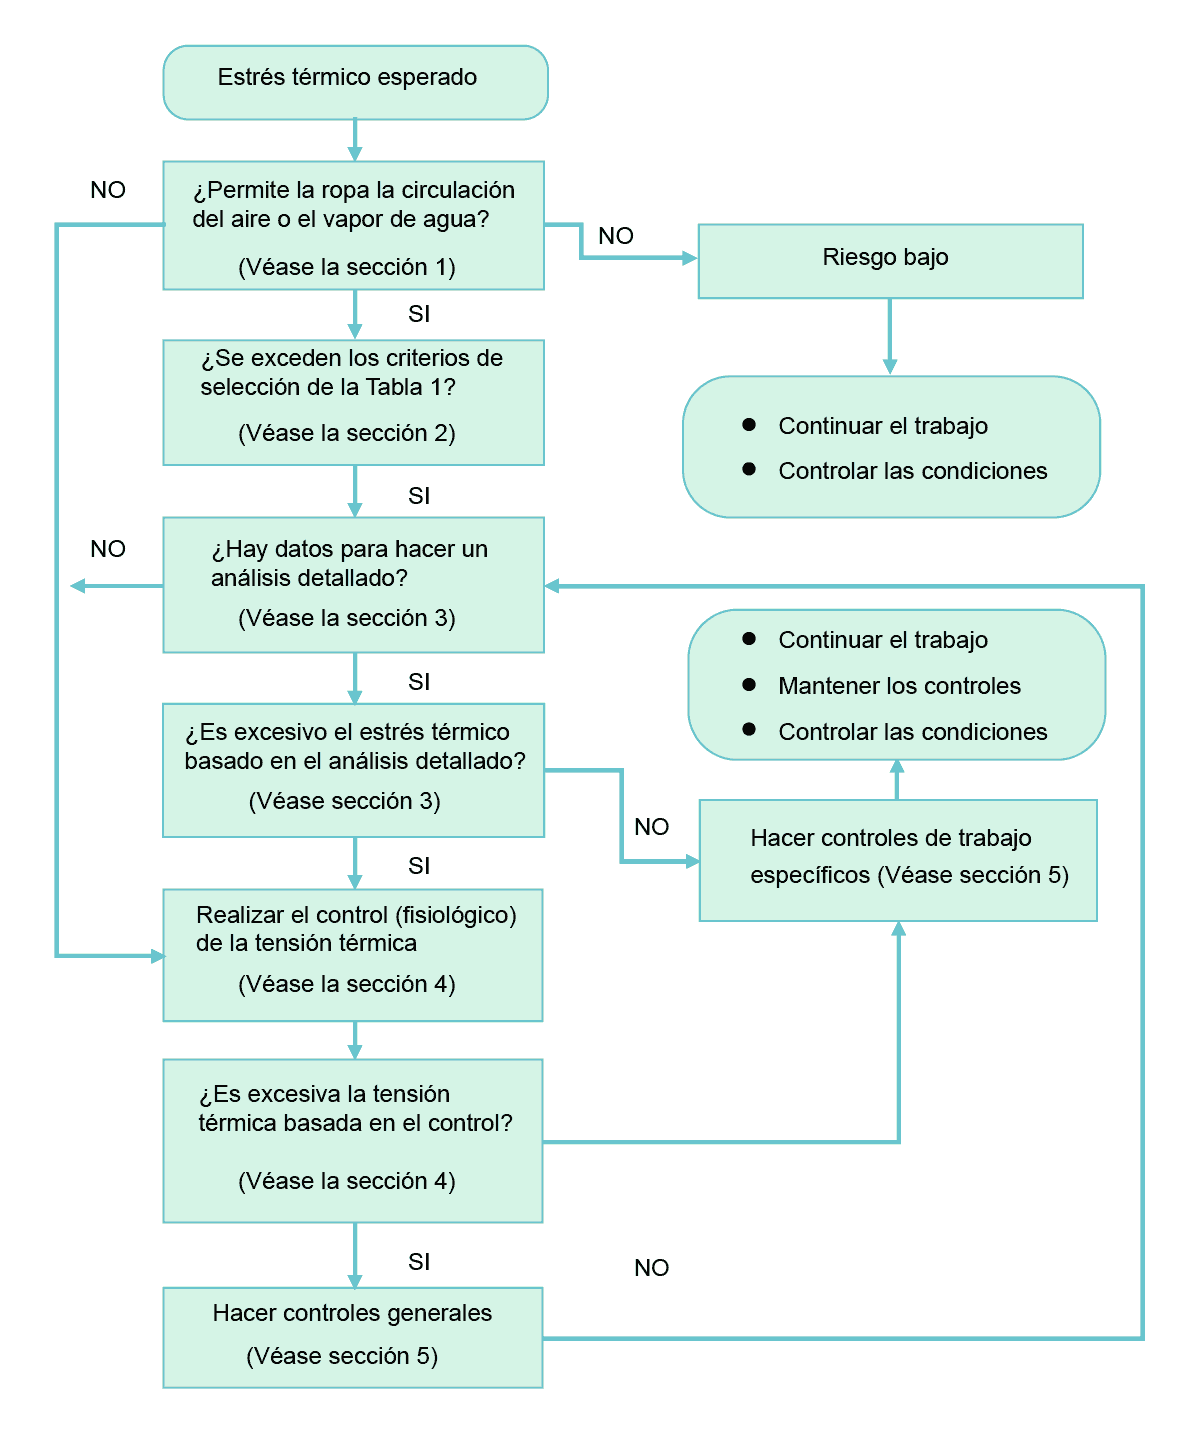 Estrés térmico esperado
NO
¿Permite la ropa la circulación
del aire o el vapor de agua?
(Véase la sección 1)
NO
Riesgo bajo
SI
¿Se exceden los criterios de
selección de la Tabla 1?
(Véase la sección 2)
● Continuar el trabajo
● Controlar las condiciones
SI
NO
¿Hay datos para hacer un
análisis detallado?
(Véase la sección 3)
● Continuar el trabajo
● Mantener los controles
● Controlar las condiciones
SI
¿Es excesivo el estrés térmico
basado en el análisis detallado?
(Véase sección 3)
NO
Hacer controles de trabajo
específicos (Véase sección 5)
SI
Realizar el control (fisiológico)
de la tensión térmica
(Véase la sección 4)
¿Es excesiva la tensión
térmica basada en el control?
(Véase la sección 4)
SI
NO
Hacer controles generales
(Véase sección 5)